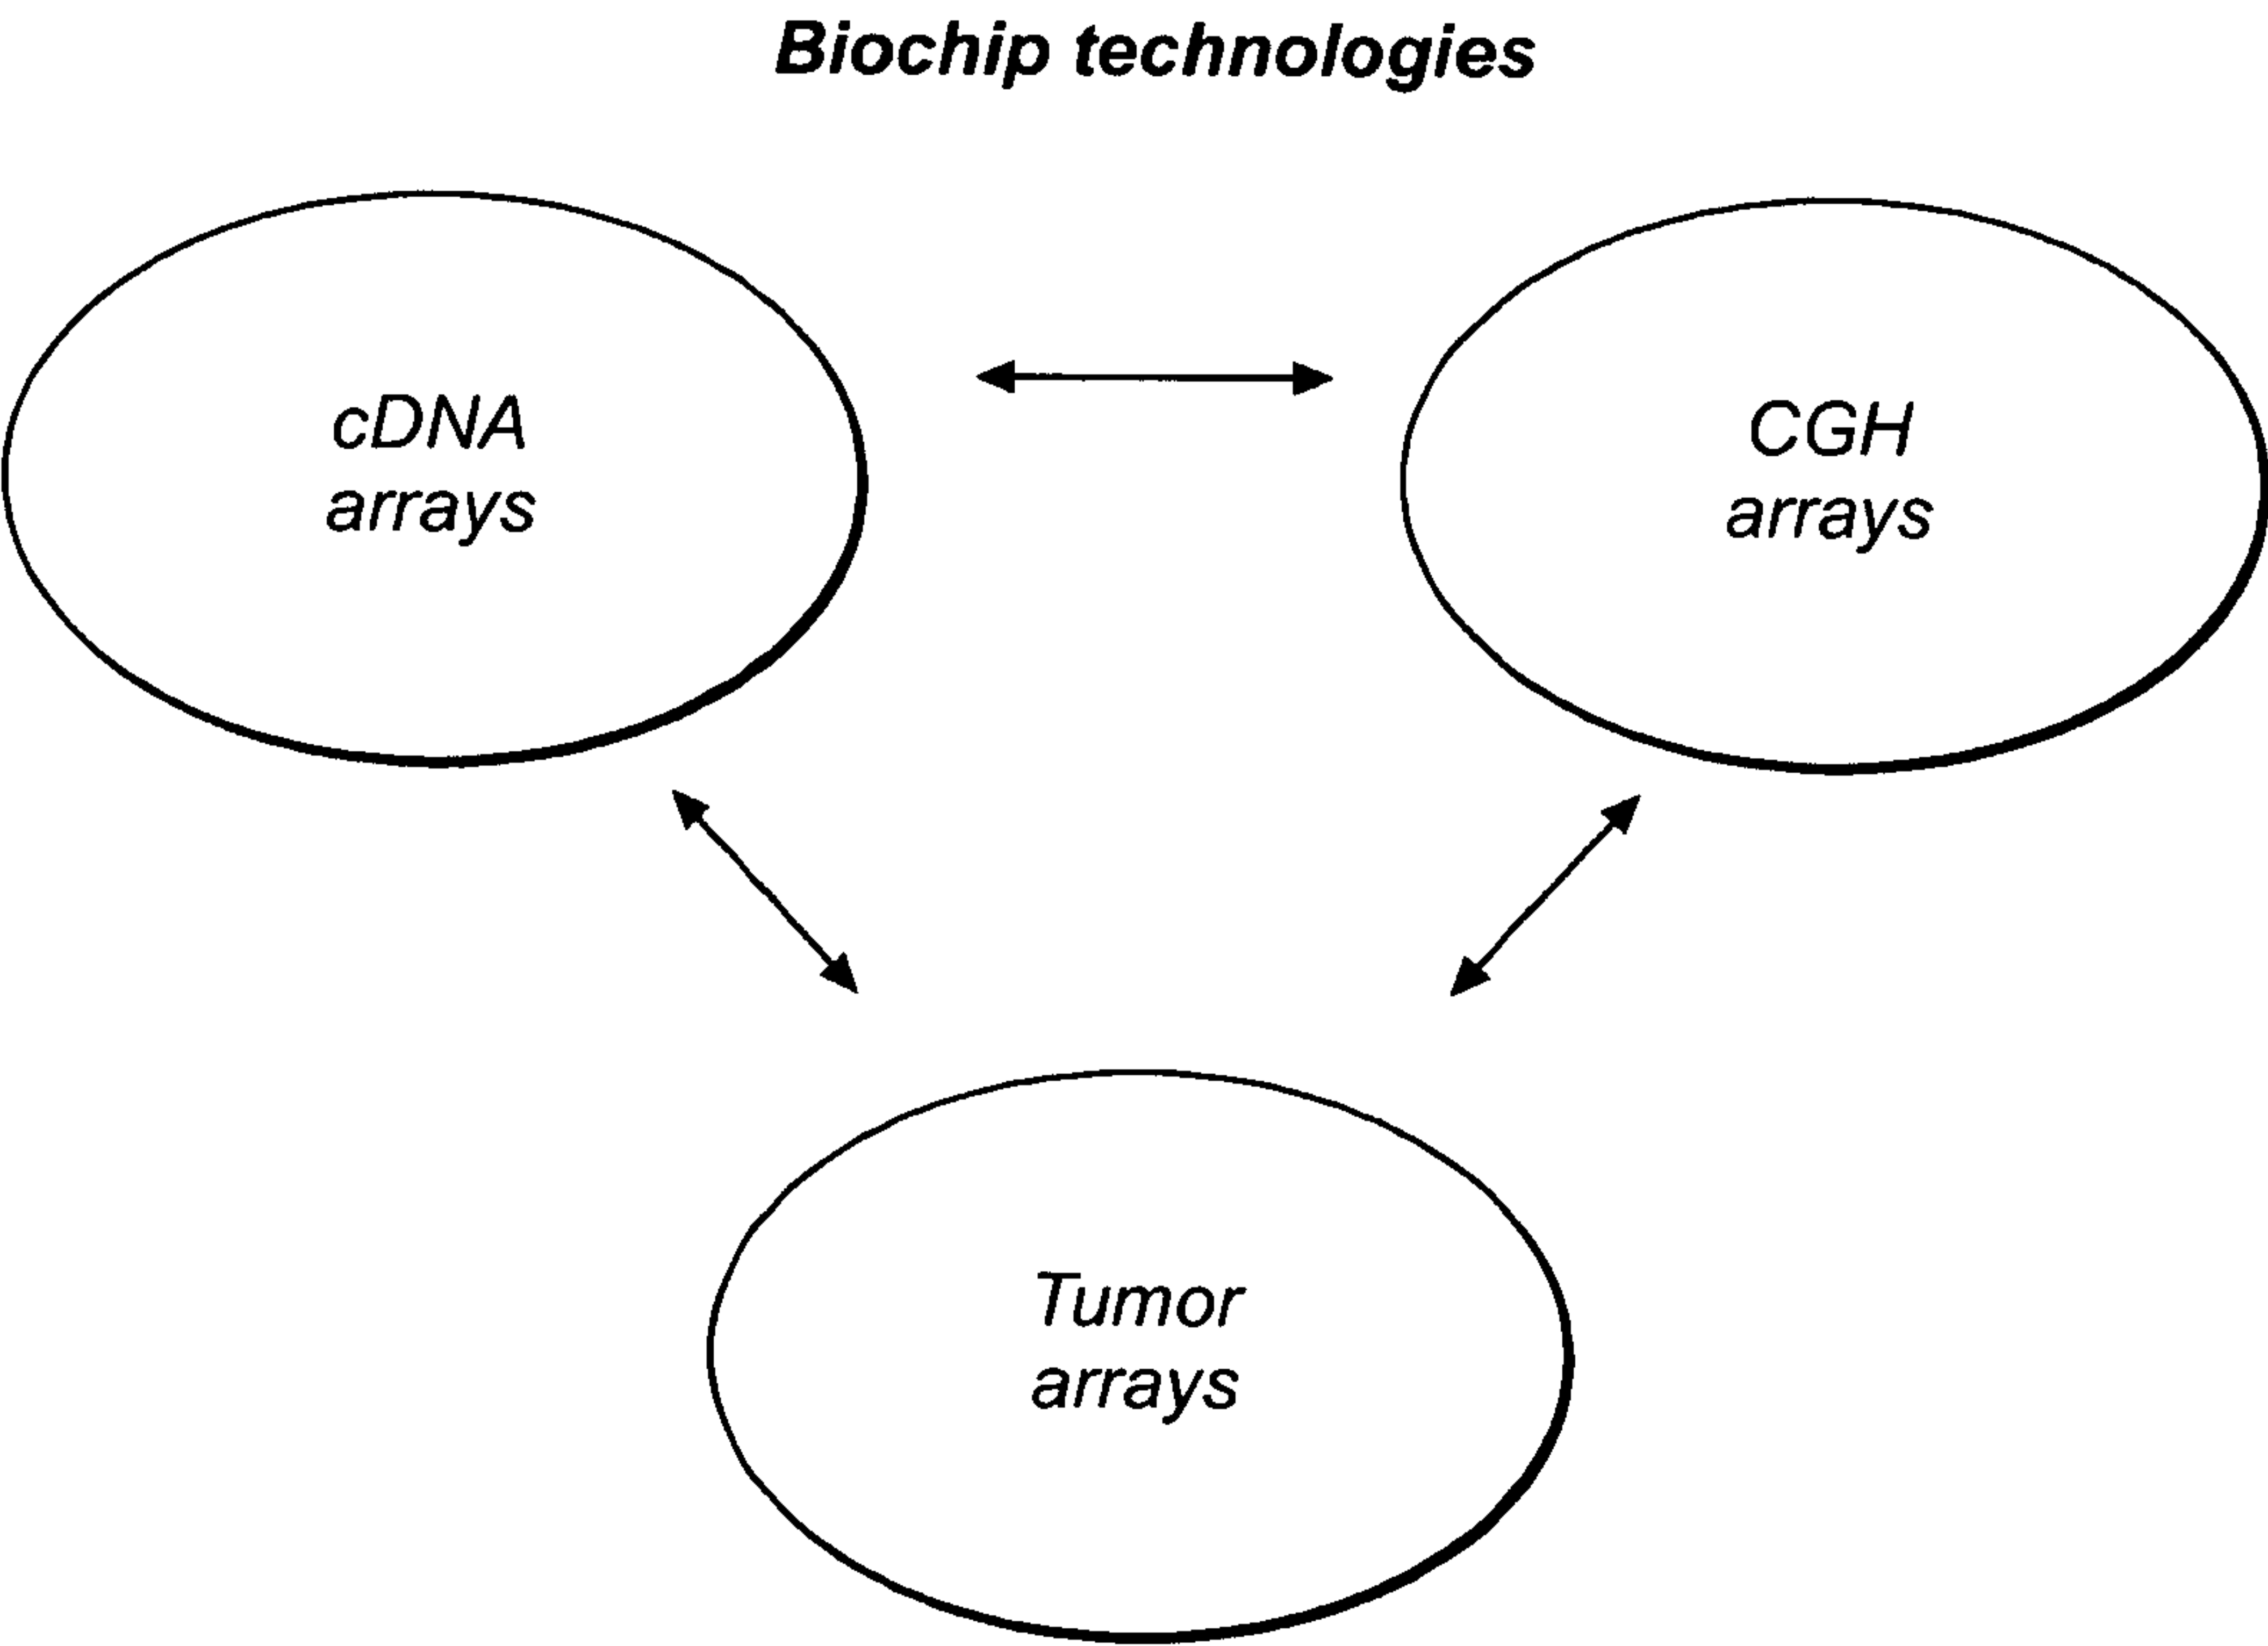 Biochip technologies
cDNA
arrays
CGH
arrays
Tumor
arrays